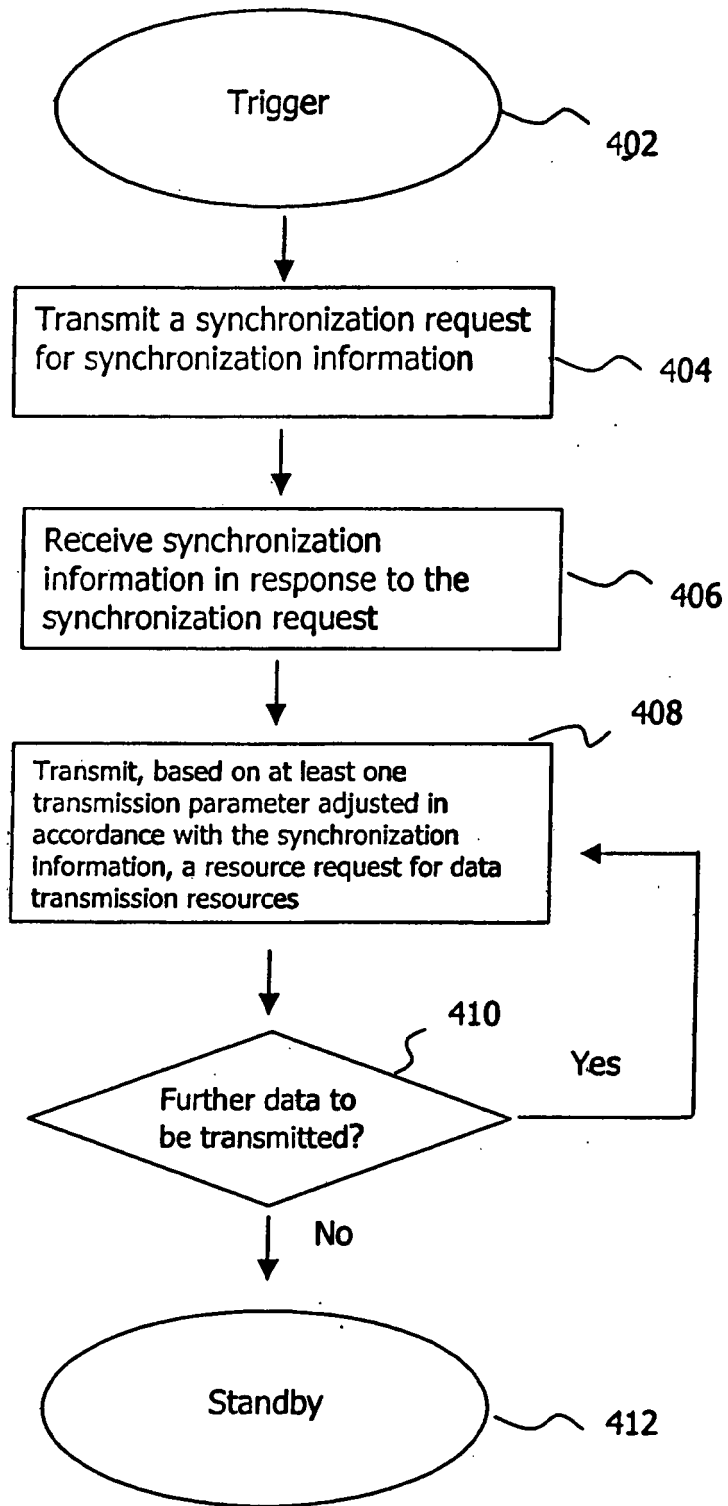 Trigger
402
Transmit a synchronization request
for synchronization information
404
Receive synchronization
information in response to the
synchronization request
406
408
Transmit, based on at least one
transmission parameter adjusted in
accordance with the synchronization
information, a resource request for data
transmission resources
410
Yes
Further data to
be transmitted?
No
Standby
412